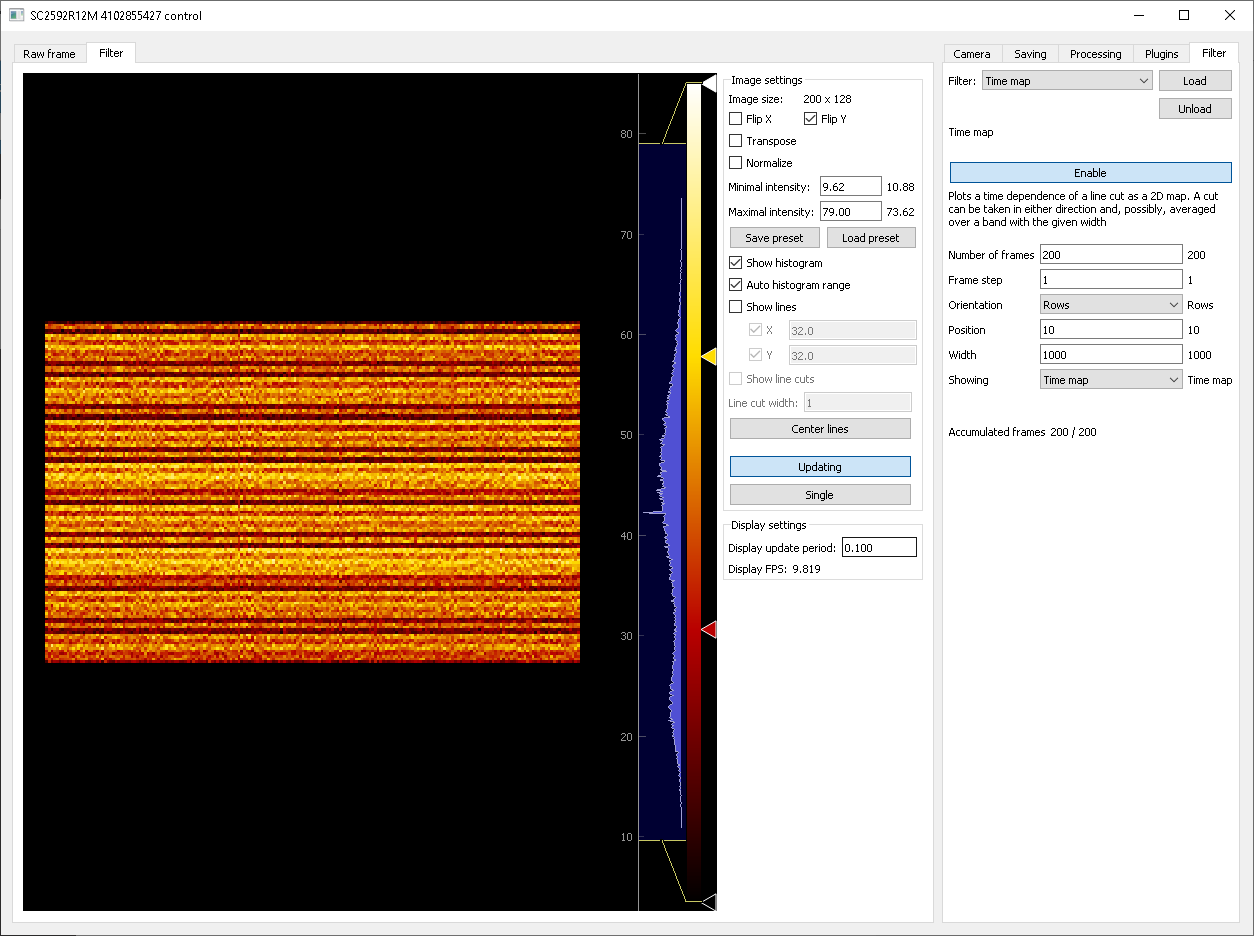 SC2592R12M 4102855427 control
Raw frame
Filter
80
70
60
50
40
30
20
10
Image settings
Image size: 200 x 128
Flip X
Flip Y
Transpose
Normalize
Minimal intensity: 9.62 10.88
Maximal intensity: 79.00 73.62
Save preset
Load preset
Show histogram
Auto histogram range
Show lines
X 32.0
Y 32.0
Show line cuts
Line cut width: 1
Center lines
Updating
Single
Display settings
Display update period: 0.100
Display FPS: 9.819
Camera
Saving
Processing
Plugins
Filter
Filter: Time map
Load
Unload
Time map
Enable
Plots a time dependence of a line cut as a 2D map. A cut
can be taken in either direction and, possibly, averaged
over a band with the given width
Number of frames 200 200
Frame step 1 1
Orientation Rows Rows
Position 10 10
Width 1000 1000
Showing Time map Time map
Accumulated frames 200 / 200